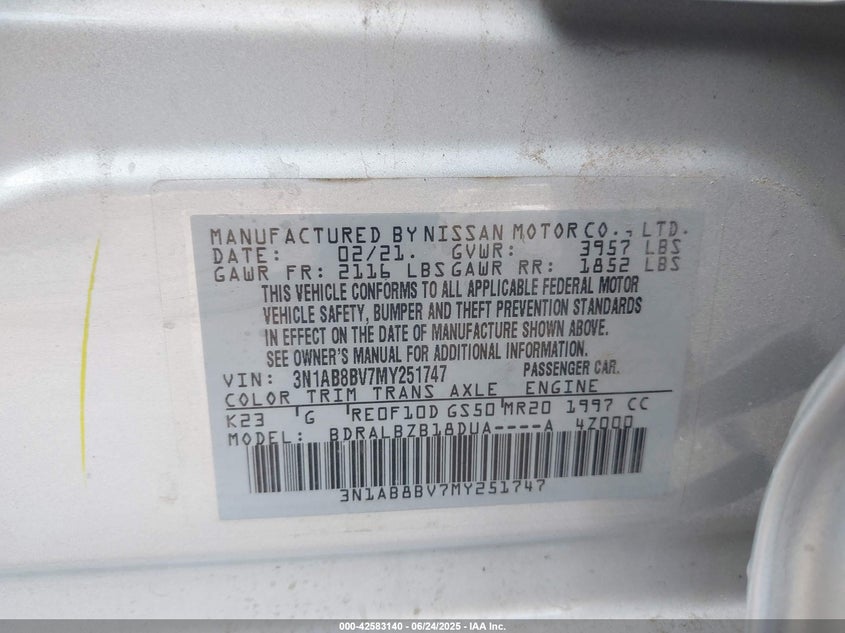 MANUFACTURED BY NISSAN MOTOR CO., LTD.
DATE: 02/21. GVWR: 3957 LBS
GAWR FR: 2116 LBS GAWR RR: 1852 LBS
THIS VEHICLE CONFORMS TO ALL APPLICABLE FEDERAL MOTOR
VEHICLE SAFETY, BUMPER AND THEFT PREVENTION STANDARDS
IN EFFECT ON THE DATE OF MANUFACTURE SHOWN ABOVE.
SEE OWNER'S MANUAL FOR ADDITIONAL INFORMATION.
VIN: 3N1AB8BV7MY251747 PASSENGER CAR.
COLOR TRIM TRANS AXLE ENGINE
K23 'G RE0F10D GS50'MR20 1997 CC
MODEL: BDRALBZB18DUA----A 4Z000
3N1AB8BV7MY251747
000-42583140 - 06/24/2025 - IAA Inc.